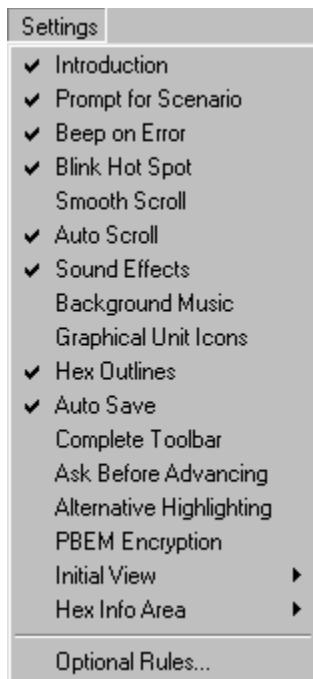 Settings
Introduction
Prompt for Scenario
Beep on Error
Blink Hot Spot
Smooth Scroll
Auto Scroll
Sound Effects
Background Music
Graphical Unit Icons
Hex Outlines
Auto Save
Complete Toolbar
Ask Before Advancing
Alternative Highlighting
PBEM Encryption
Initial View
Hex Info Area
Optional Rules...